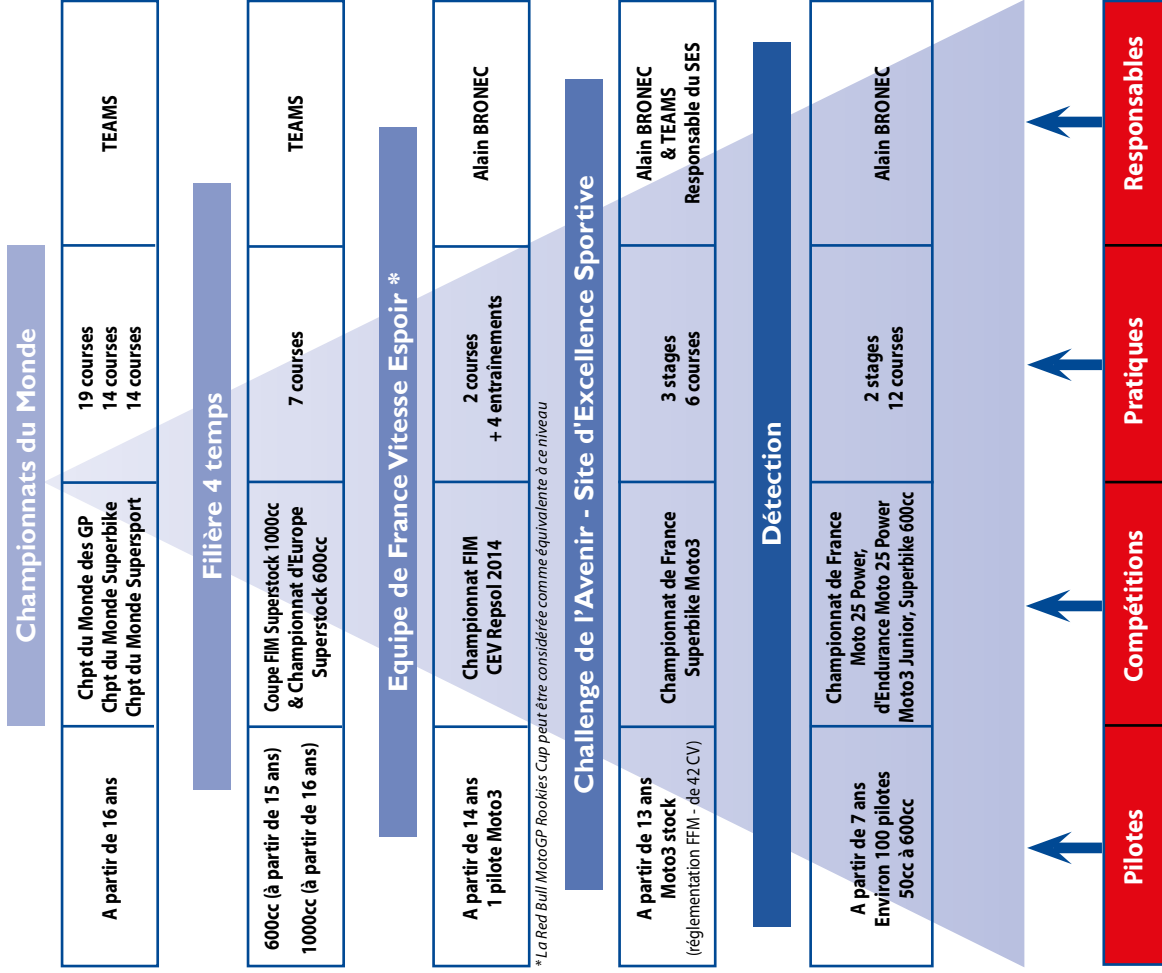 Championnats du Monde
A partir de 16 ans
Chpt du Monde des GP
Chpt du Monde Superbike
Chpt du Monde Supersport
19 courses
14 courses
14 courses
TEAMS
Filière 4 temps
600cc (à partir de 15 ans)
1000cc (à partir de 16 ans)
Coupe FIM Superstock 1000cc
& Championnat d'Europe
Superstock 600cc
7 courses
TEAMS
Equipe de France Vitesse Espoir *
A partir de 14 ans
1 pilote Moto3
Championnat FIM
CEV Repsol 2014
2 courses
+ 4 entraînements
Alain BRONEC
* La Red Bull MotoGP Rookies Cup peut être considérée comme équivalente à ce niveau
Challenge de l'Avenir - Site d'Excellence Sportive
A partir de 13 ans
Moto3 stock
(réglementation FFM - de 42 CV)
Championnat de France
Superbike Moto3
3 stages
6 courses
Alain BRONEC
& TEAMS
Responsable du SES
Détection
A partir de 7 ans
Environ 100 pilotes
50cc à 600cc
Championnat de France
Moto 25 Power,
d'Endurance Moto 25 Power
Moto3 Junior, Superbike 600cc
2 stages
12 courses
Alain BRONEC
Pilotes
Compétitions
Pratiques
Responsables